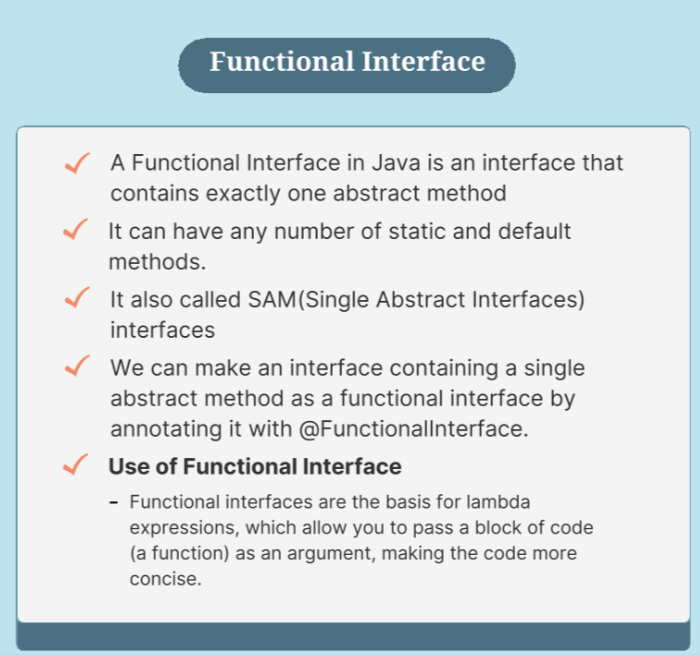 Functional Interface
A Functional Interface in Java is an interface that
contains exactly one abstract method
It can have any number of static and default
methods.
It also called SAM(Single Abstract Interfaces)
interfaces
We can make an interface containing a single
abstract method as a functional interface by
annotating it with @FunctionalInterface.
Use of Functional Interface
- Functional interfaces are the basis for lambda
expressions, which allow you to pass a block of code
(a function) as an argument, making the code more
concise.